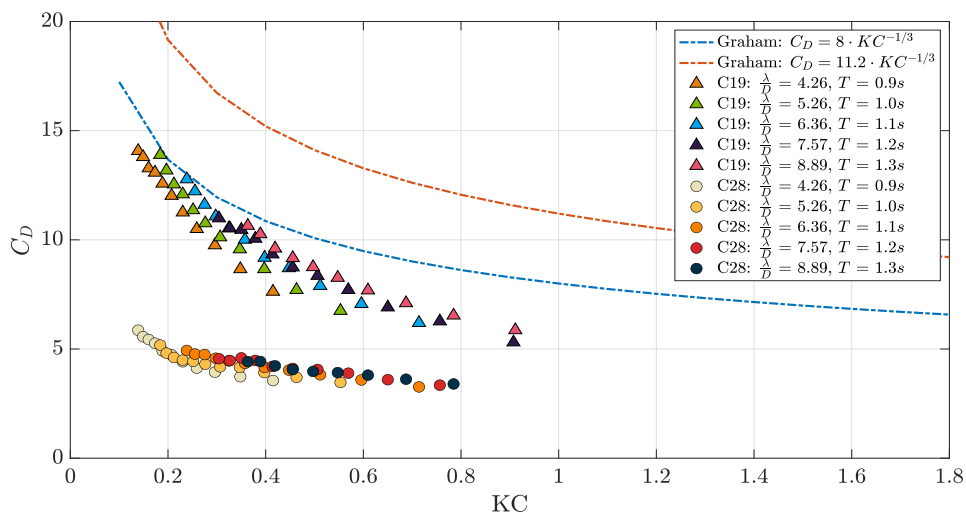 20
15
10
5
0
C_D
0 0.2 0.4 0.6 0.8 1 1.2 1.4 1.6 1.8
KC
Graham: C_D = 8 · KC^{−1/3}
Graham: C_D = 11.2 · KC^{−1/3}
C19: λ/D = 4.26, T = 0.9s
C19: λ/D = 5.26, T = 1.0s
C19: λ/D = 6.36, T = 1.1s
C19: λ/D = 7.57, T = 1.2s
C19: λ/D = 8.89, T = 1.3s
C28: λ/D = 4.26, T = 0.9s
C28: λ/D = 5.26, T = 1.0s
C28: λ/D = 6.36, T = 1.1s
C28: λ/D = 7.57, T = 1.2s
C28: λ/D = 8.89, T = 1.3s